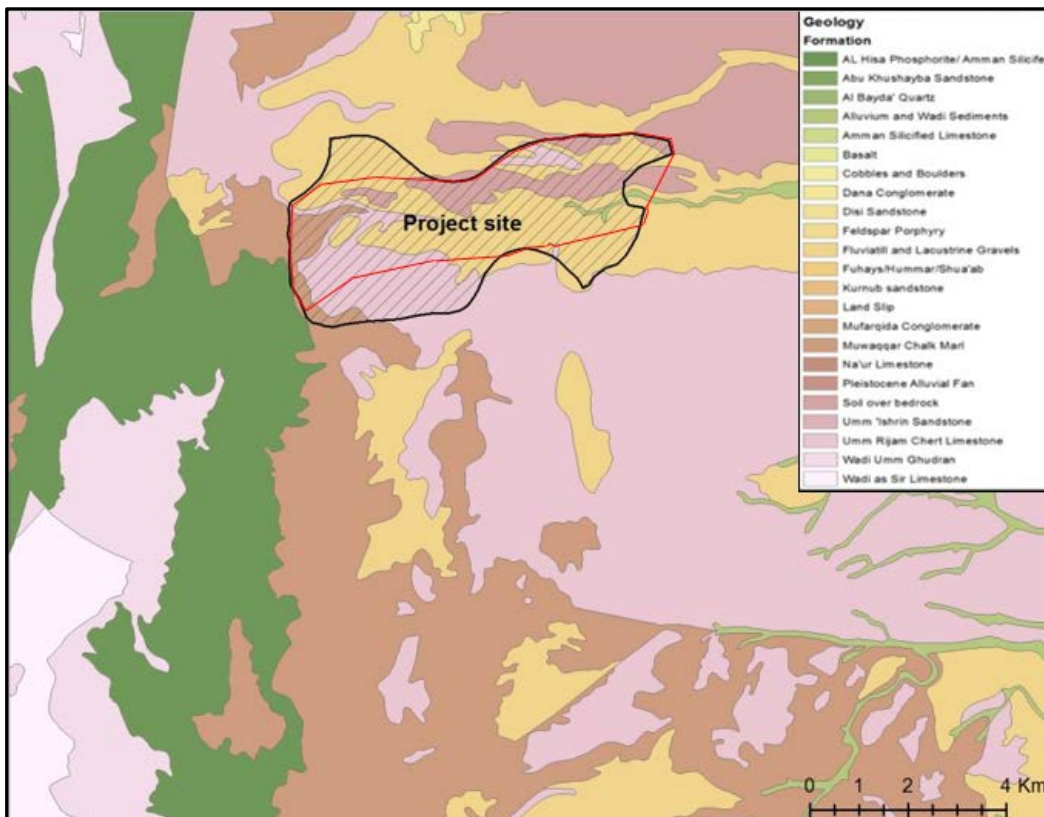 Geology
Formation
AL Hisa Phosphorite/ Amman Silicife
Abu Khushayba Sandstone
Al Bayda' Quartz
Alluvium and Wadi Sediments
Amman Silicified Limestone
Basalt
Cobbles and Boulders
Dana Conglomerate
Disi Sandstone
Feldspar Porphyry
Fluviatill and Lacustrine Gravels
Fuhays/Hummar/Shua'ab
Kurnub sandstone
Land Slip
Mufarqida Conglomerate
Muwaqqar Chalk Marl
Na'ur Limestone
Pleistocene Alluvial Fan
Soil over bedrock
Umm 'Ishrin Sandstone
Umm Rijam Chert Limestone
Wadi Umm Ghudran
Wadi as Sir Limestone
Project site
0 1 2 4 Km